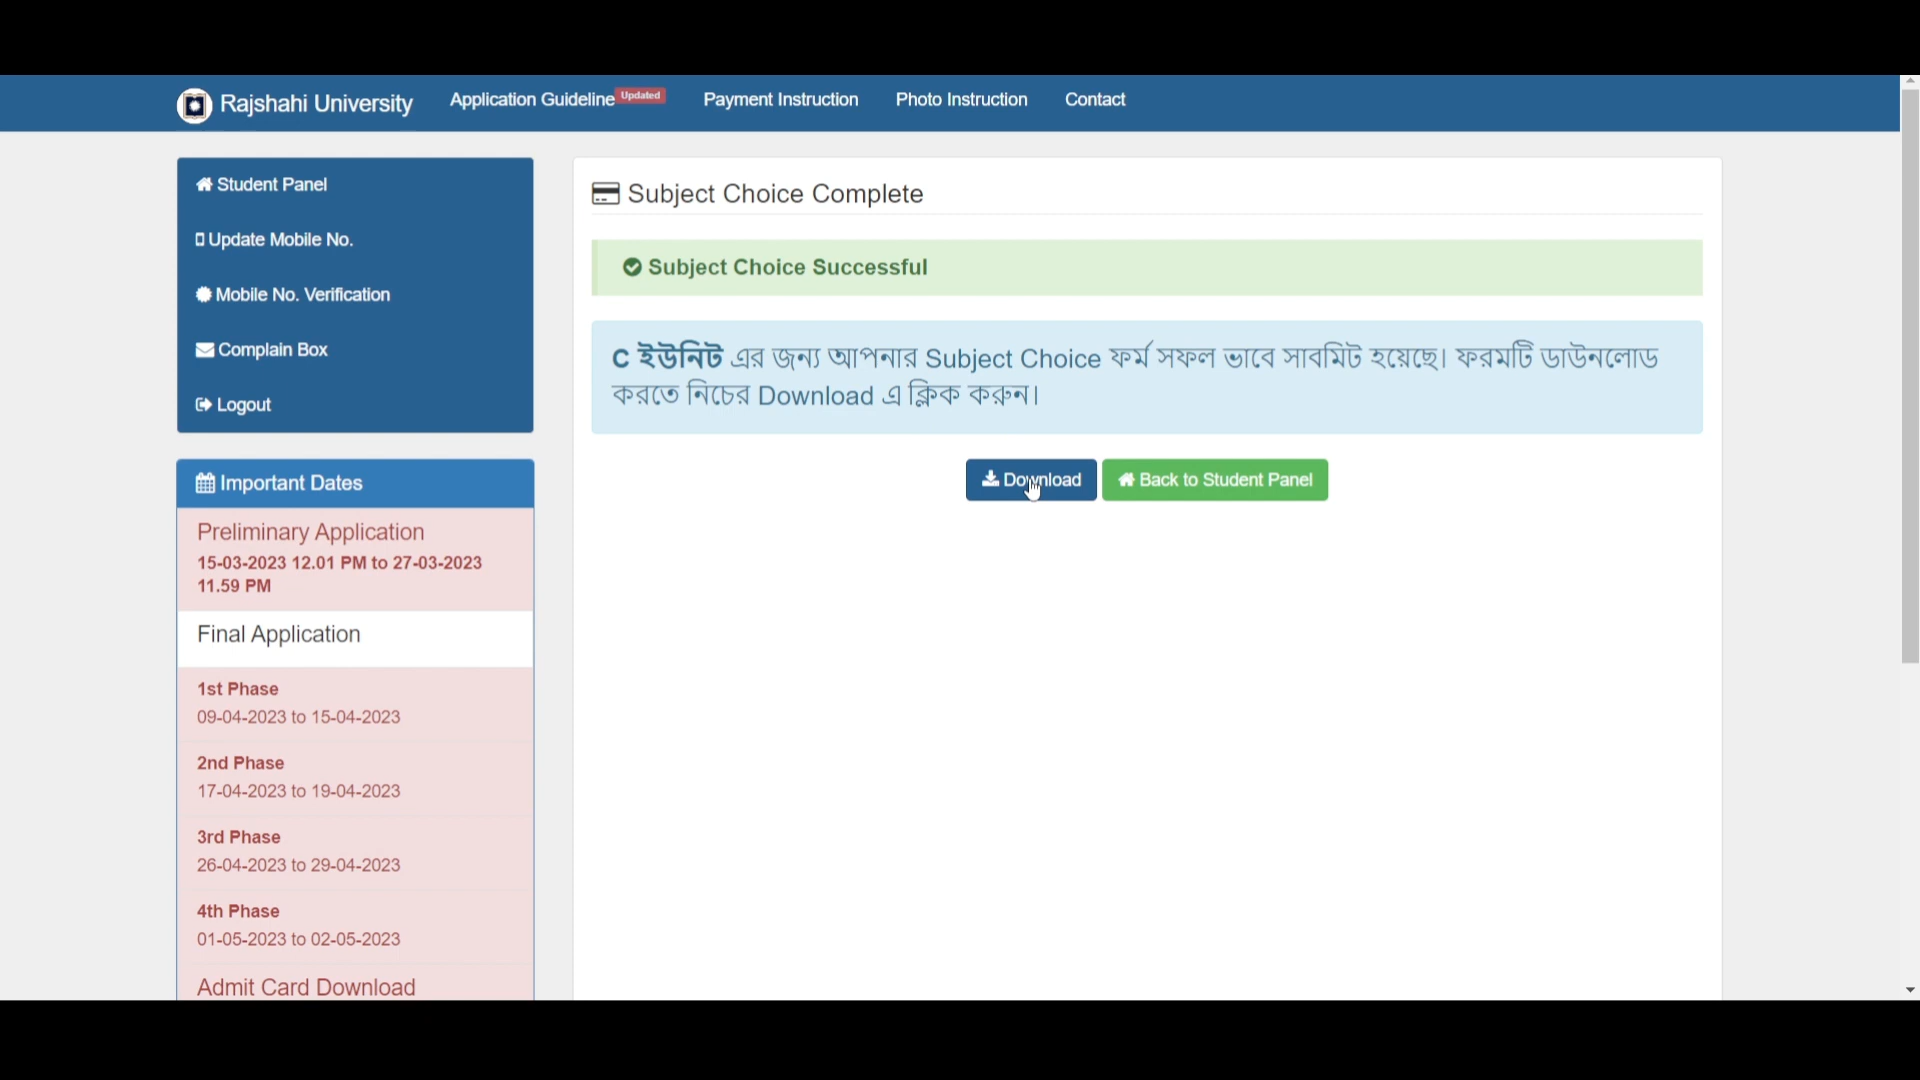 Rajshahi University Application Guideline Updated Payment Instruction Photo Instruction Contact
Student Panel
Update Mobile No.
Mobile No. Verification
Complain Box
Logout
Important Dates
Preliminary Application
15-03-2023 12.01 PM to 27-03-2023
11.59 PM
Final Application
1st Phase
09-04-2023 to 15-04-2023
2nd Phase
17-04-2023 to 19-04-2023
3rd Phase
26-04-2023 to 29-04-2023
4th Phase
01-05-2023 to 02-05-2023
Admit Card Download
Subject Choice Complete
Subject Choice Successful
C ইউনিট এর জন্য আপনার Subject Choice ফর্ম সফল ভাবে সাবমিট হয়েছে। ফরমটি ডাউনলোড
করতে নিচের Download এ ক্লিক করুন।
Download Back to Student Panel